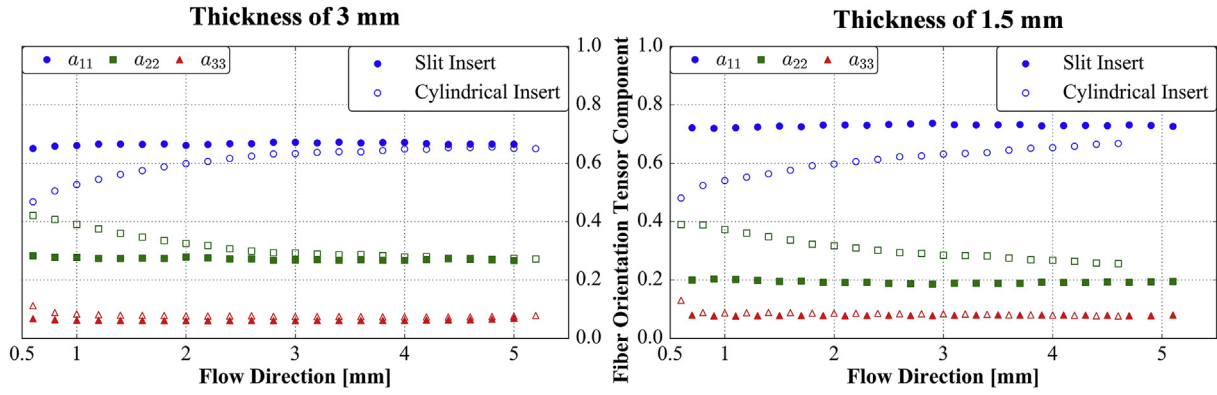 Thickness of 3 mm
a11 a22 a33
Slit Insert
Cylindrical Insert
1.0
0.8
0.6
0.4
0.2
0.0
0.5 1 2 3 4 5
Flow Direction [mm]
Fiber Orientation Tensor Component
Thickness of 1.5 mm
a11 a22 a33
Slit Insert
Cylindrical Insert
1.0
0.8
0.6
0.4
0.2
0.0
0.5 1 2 3 4 5
Flow Direction [mm]